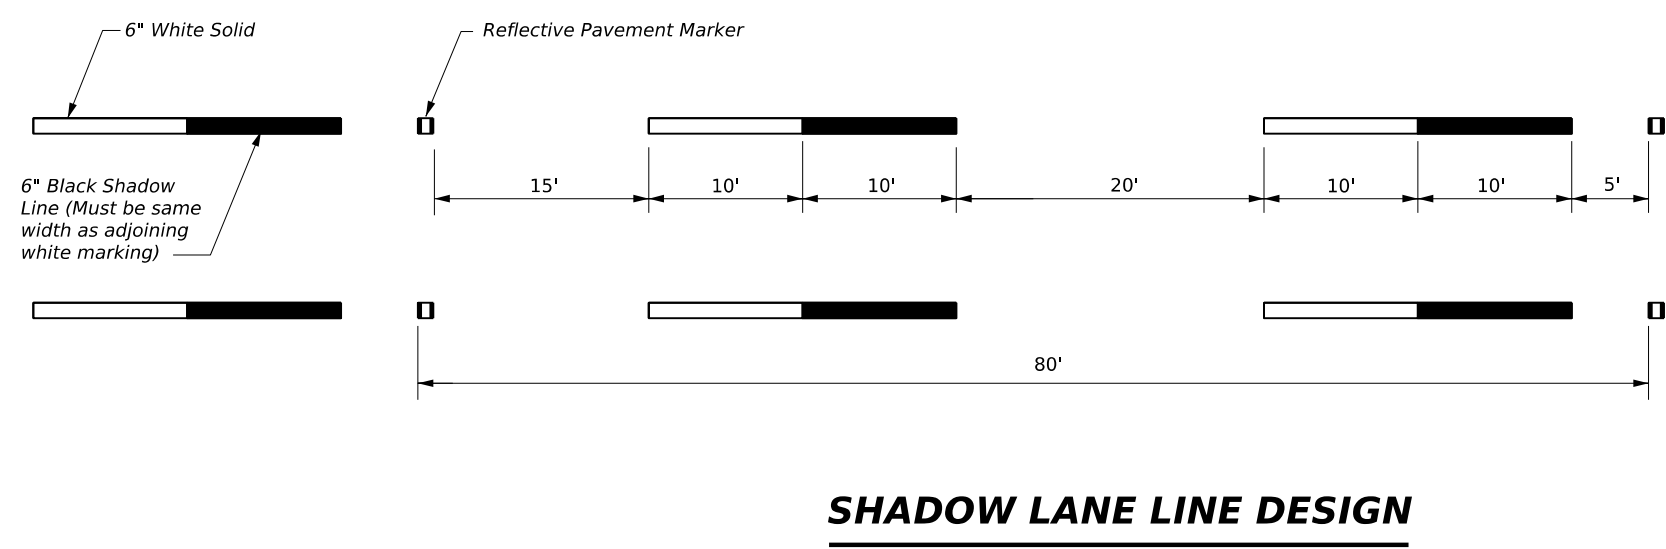 6" White Solid
Reflective Pavement Marker
6" Black Shadow
Line (Must be same
width as adjoining
white marking)
15'
10'
10'
20'
10'
10'
5'
80'
SHADOW LANE LINE DESIGN